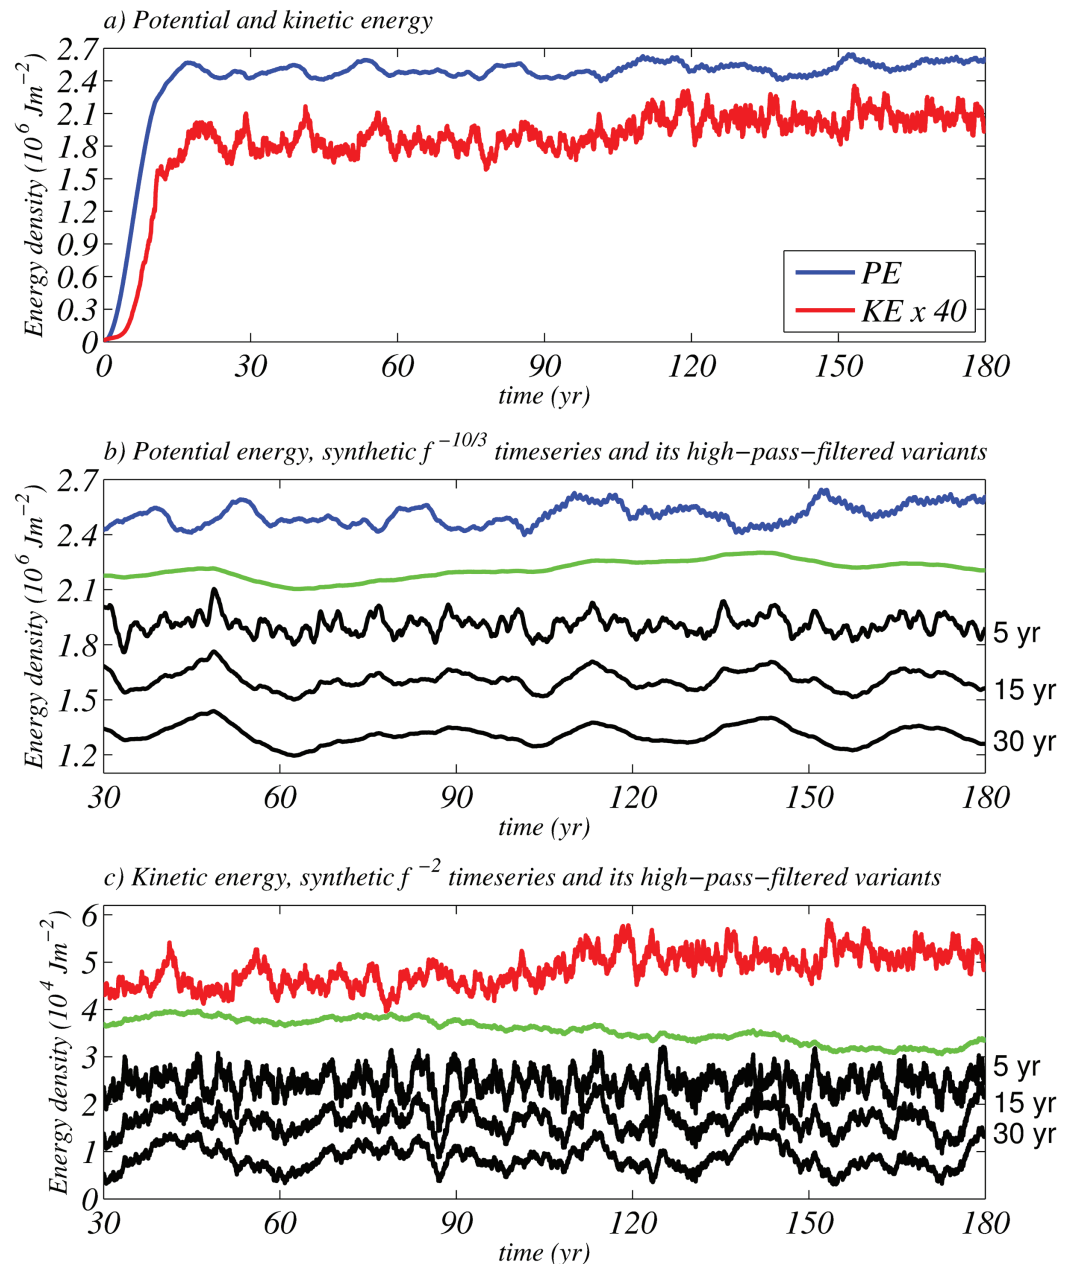 a) Potential and kinetic energy
Energy density (10^6 Jm^−2)
2.7
2.4
2.1
1.8
1.5
1.2
0.9
0.6
0.3
0
PE
KE x 40
0 30 60 90 120 150 180
time (yr)
b) Potential energy, synthetic f^−10/3 timeseries and its high−pass−filtered variants
Energy density (10^6 Jm^−2)
2.7
2.4
2.1
1.8
1.5
1.2
5 yr
15 yr
30 yr
30 60 90 120 150 180
time (yr)
c) Kinetic energy, synthetic f^−2 timeseries and its high−pass−filtered variants
Energy density (10^4 Jm^−2)
6
5
4
3
2
1
0
5 yr
15 yr
30 yr
30 60 90 120 150 180
time (yr)